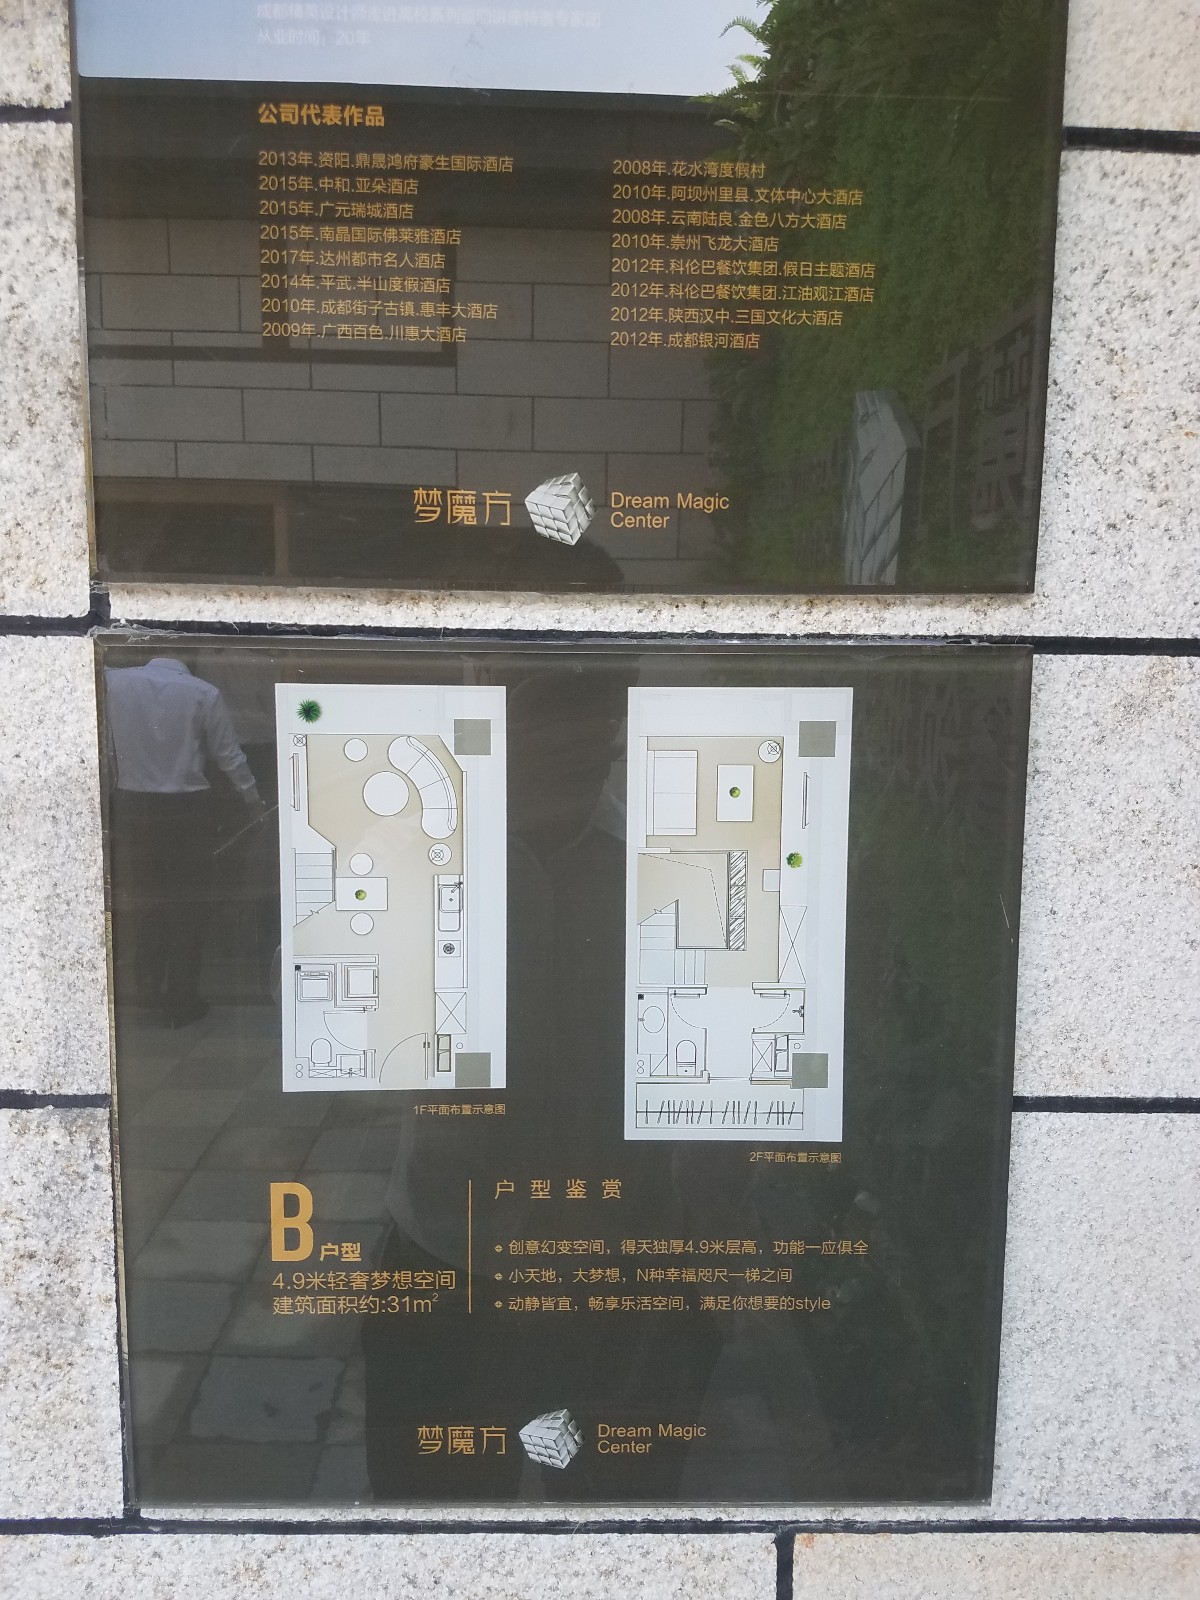 从业时间，20年
公司代表作品
2013年.资阳.鼎晟鸿府豪生国际酒店
2015年.中和.亚朵酒店
2015年.广元瑞城酒店
2015年.南晶国际佛莱雅酒店
2017年.达州都市名人酒店
2014年.平武.半山度假酒店
2010年.成都街子古镇.惠丰大酒店
2009年.广西百色.川惠大酒店
2008年.花水湾度假村
2010年.阿坝州里县.文体中心大酒店
2008年.云南陆良.金色八方大酒店
2010年.崇州飞龙大酒店
2012年.科伦巴餐饮集团.假日主题酒店
2012年.科伦巴餐饮集团.江油观江酒店
2012年.陕西汉中.三国文化大酒店
2012年.成都银河酒店
梦魔方
Dream Magic
Center
1F平面布置示意图
2F平面布置示意图
B户型
4.9米轻奢梦想空间
建筑面积约:31m²
户型鉴赏
创意幻变空间，得天独厚4.9米层高，功能一应俱全
小天地，大梦想，N种幸福咫尺一梯之间
动静皆宜，畅享乐活空间，满足你想要的style
梦魔方
Dream Magic
Center